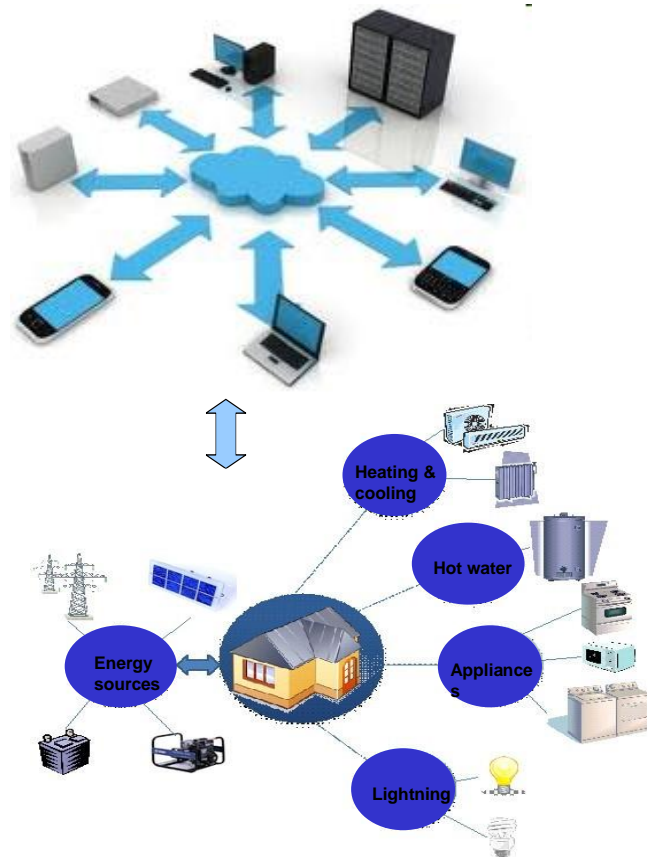 Heating &
cooling
Hot water
Energy
sources
Appliance
s
Lightning